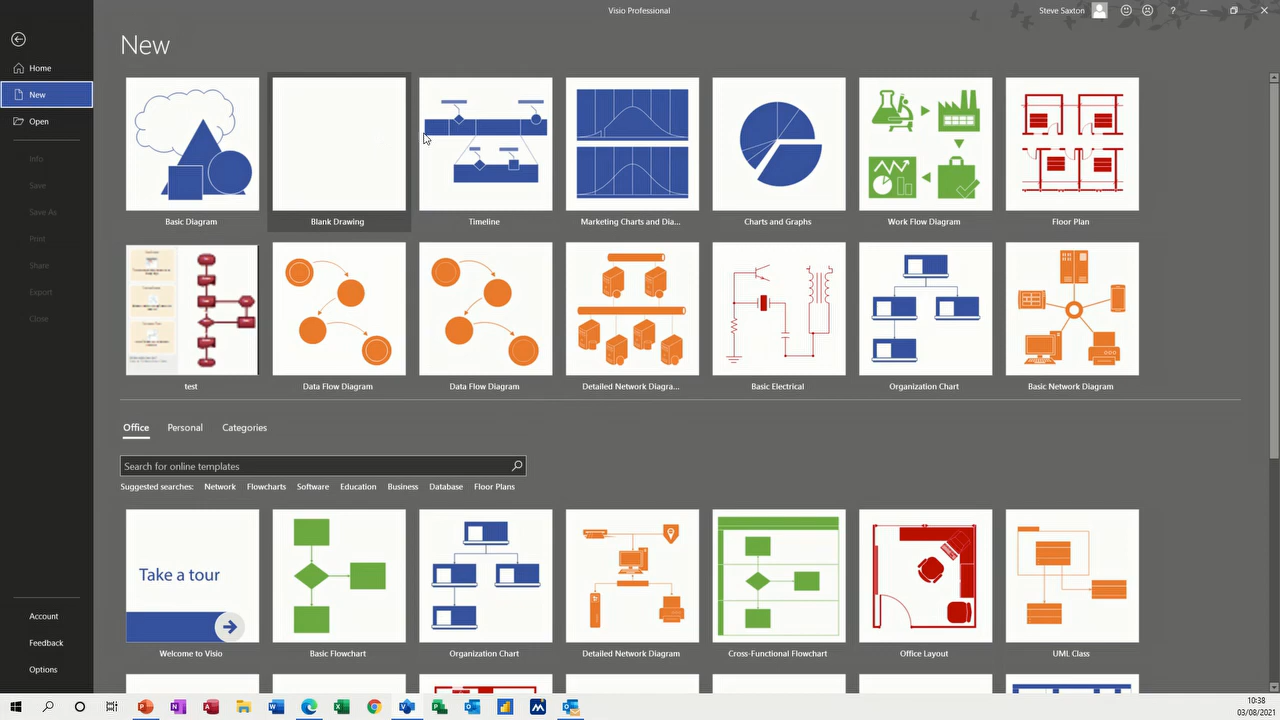 Visio Professional
Steve Saxton
?
New
Home
New
Open
Info
Save
Save As
Print
Share
Export
Close
Account
Feedback
Options
Basic Diagram
Blank Drawing
Timeline
Marketing Charts and Dia...
Charts and Graphs
Work Flow Diagram
Floor Plan
test
Data Flow Diagram
Data Flow Diagram
Detailed Network Diagra...
Basic Electrical
Organization Chart
Basic Network Diagram
Office Personal Categories
Search for online templates
Suggested searches: Network Flowcharts Software Education Business Database Floor Plans
Take a tour
Welcome to Visio
Basic Flowchart
Organization Chart
Detailed Network Diagram
Cross-Functional Flowchart
Office Layout
UML Class
10:38
03/08/2021